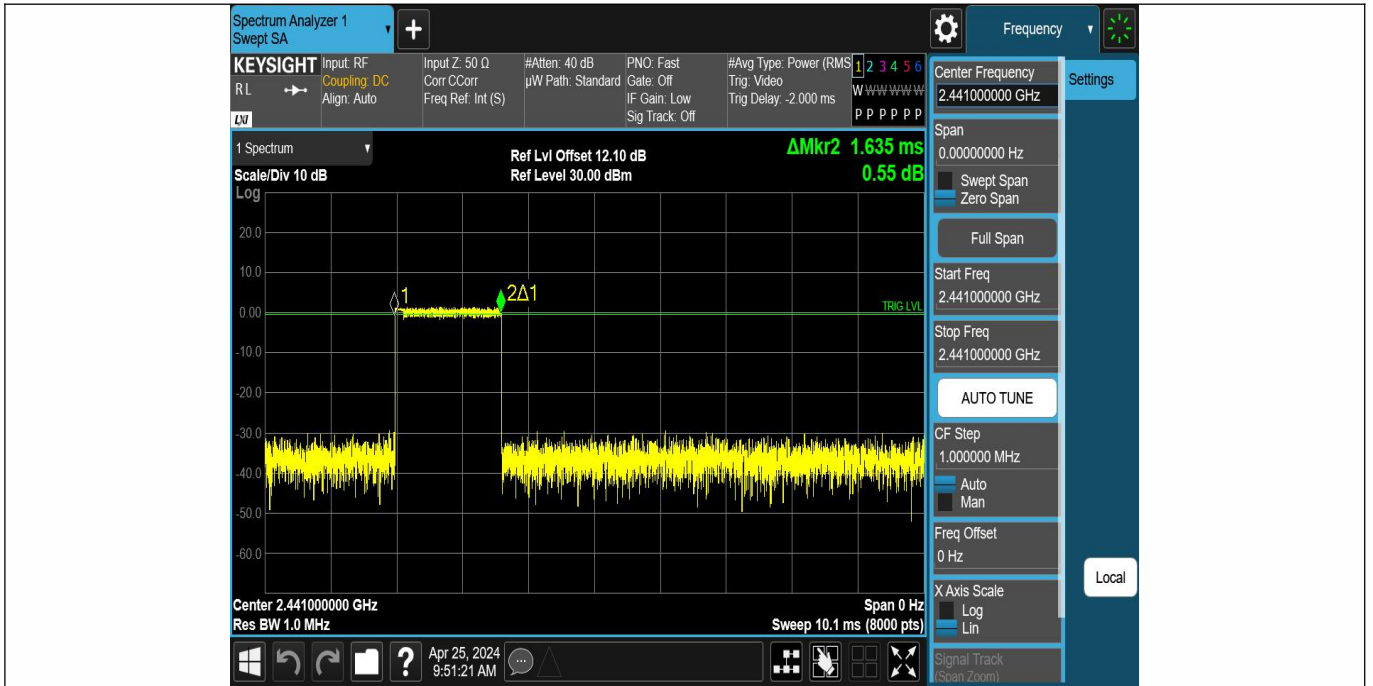 Spectrum Analyzer 1
Swept SA
+
Frequency
KEYSIGHT
R L
LXI
Input: RF
Coupling: DC
Align: Auto
Input Z: 50 Ω
Corr CCorr
Freq Ref: Int (S)
#Atten: 40 dB
µW Path: Standard
PNO: Fast
Gate: Off
IF Gain: Low
Sig Track: Off
#Avg Type: Power (RMS
Trig: Video
Trig Delay: -2.000 ms
1 2 3 4 5 6
W W W W W W
P P P P P P
Center Frequency
2.441000000 GHz
Settings
1 Spectrum
Scale/Div 10 dB
Ref Lvl Offset 12.10 dB
Ref Level 30.00 dBm
ΔMkr2 1.635 ms
0.55 dB
Log
20.0
10.0
0.00
-10.0
-20.0
-30.0
-40.0
-50.0
-60.0
1
2Δ1
TRIG LVL
Center 2.441000000 GHz
Res BW 1.0 MHz
Span 0 Hz
Sweep 10.1 ms (8000 pts)
Span
0.00000000 Hz
Swept Span
Zero Span
Full Span
Start Freq
2.441000000 GHz
Stop Freq
2.441000000 GHz
AUTO TUNE
CF Step
1.000000 MHz
Auto
Man
Freq Offset
0 Hz
X Axis Scale
Log
Lin
Signal Track
(Span Zoom)
Local
?
Apr 25, 2024
9:51:21 AM